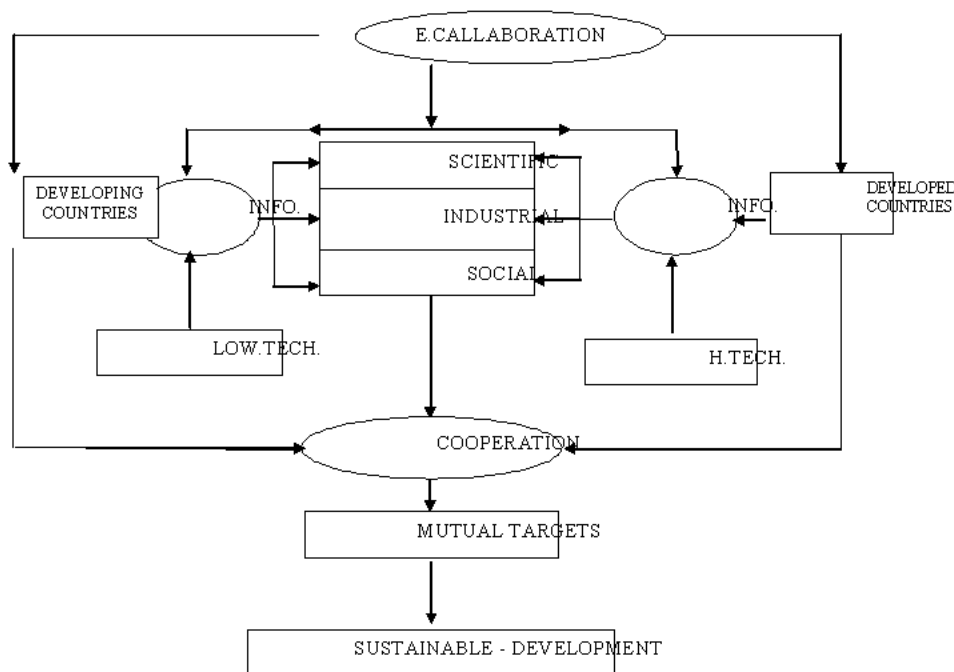 E.CALLABORATION
SCIENTIFIC
DEVELOPING
COUNTRIES
INFO.
INDUSTRIAL
INFO.
DEVELOPED
COUNTRIES
SOCIAL
LOW.TECH.
H.TECH.
COOPERATION
MUTUAL TARGETS
SUSTAINABLE - DEVELOPMENT